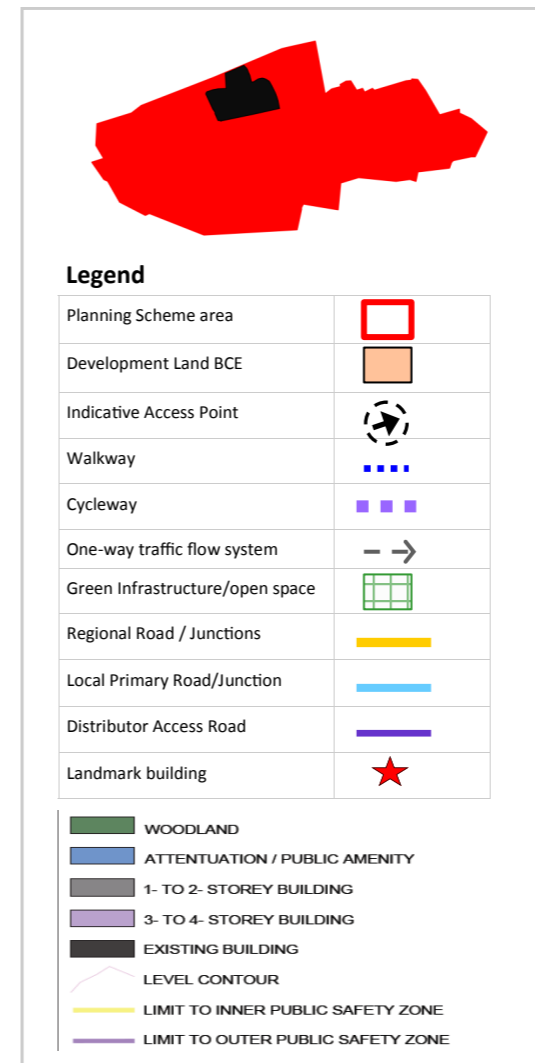 Legend
Planning Scheme area
Development Land BCE
Indicative Access Point
Walkway
Cycleway
One-way traffic flow system
Green Infrastructure/open space
Regional Road / Junctions
Local Primary Road/Junction
Distributor Access Road
Landmark building
WOODLAND
ATTENTUATION / PUBLIC AMENITY
1- TO 2- STOREY BUILDING
3- TO 4- STOREY BUILDING
EXISTING BUILDING
LEVEL CONTOUR
LIMIT TO INNER PUBLIC SAFETY ZONE
LIMIT TO OUTER PUBLIC SAFETY ZONE